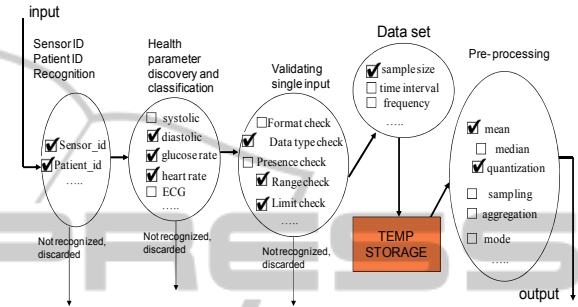 input
Sensor ID
Patient ID
Recognition
Sensor_id
Patient_id
.....
Not recognized,
discarded
Health
parameter
discovery and
classification
systolic
diastolic
glucose rate
heart rate
ECG
.....
Not recognized,
discarded
Validating
single input
Format check
Data type check
Presence check
Range check
Limit check
.....
Not recognized,
discarded
Data set
sample size
time interval
frequency
.....
TEMP
STORAGE
Pre-processing
mean
median
quantization
sampling
aggregation
mode
.....
output